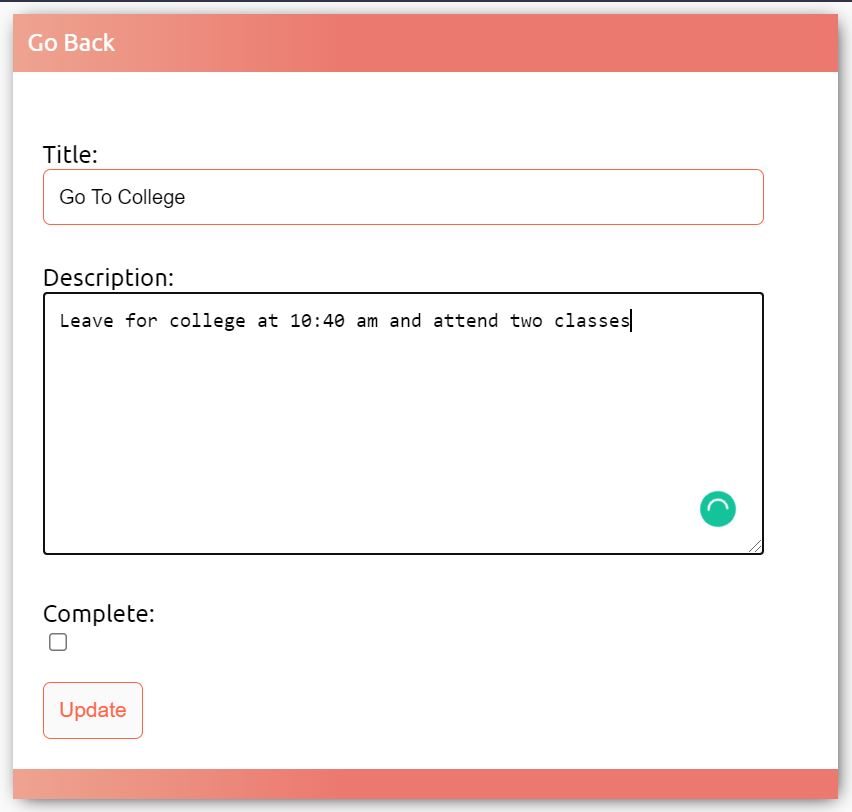 Go Back
Title:
Go To College
Description:
Leave for college at 10:40 am and attend two classes
Complete:
Update